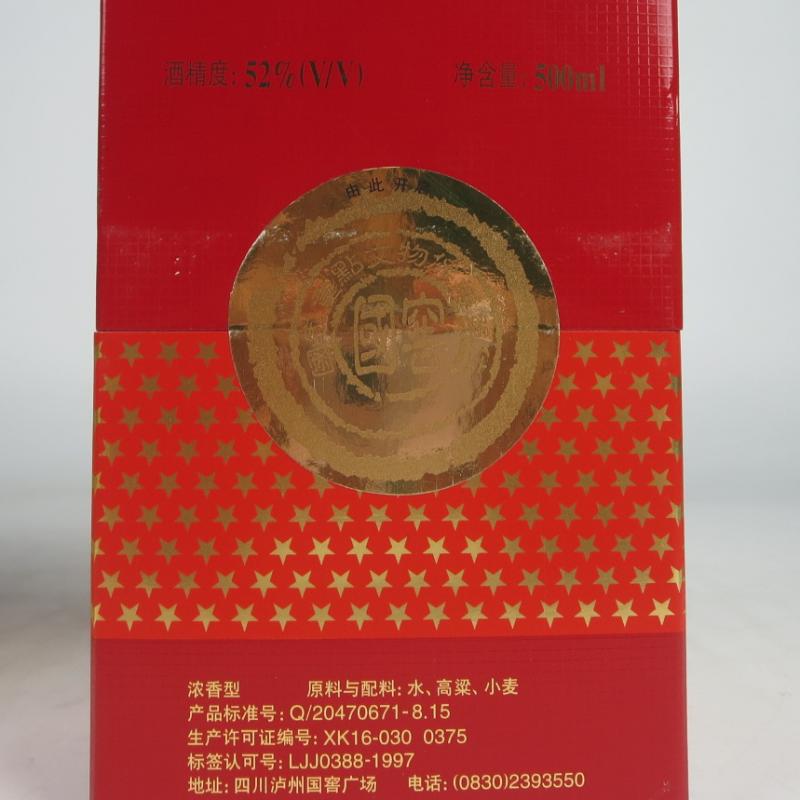 酒精度: 52%(V/V) 净含量: 500ml
由此开启
國窖
浓香型 原料与配料: 水、高粱、小麦
产品标准号: Q/20470671-8.15
生产许可证编号: XK16-030 0375
标签认可号: LJJ0388-1997
地址: 四川泸州国窖广场 电话: (0830)2393550